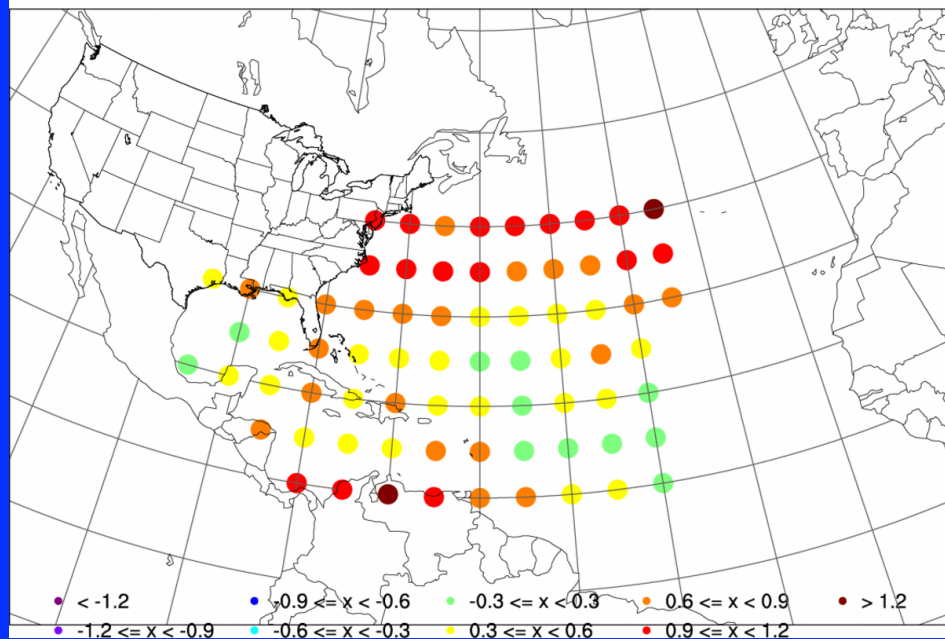 < -1.2 -0.9 <= x < -0.6 -0.3 <= x < 0.3 0.6 <= x < 0.9 > 1.2
-1.2 <= x < -0.9 -0.6 <= x < -0.3 0.3 <= x < 0.6 0.9 <= x < 1.2